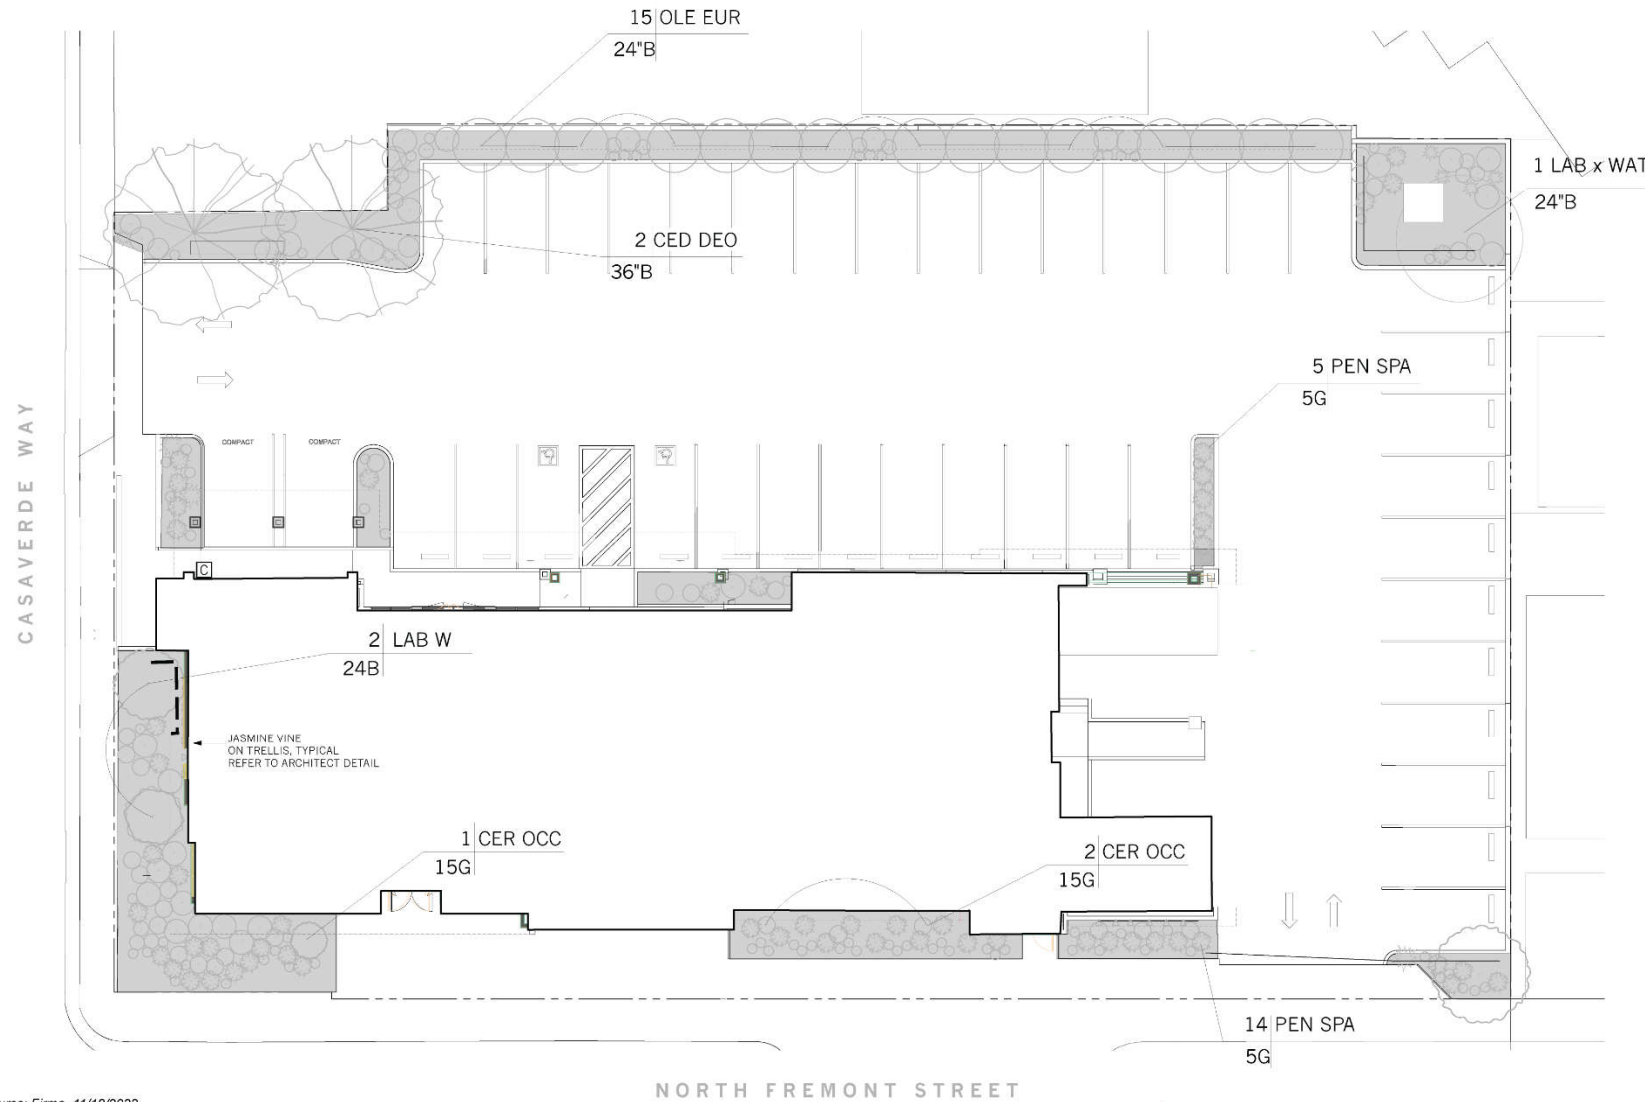 15 OLE EUR
24"B
1 LAB x WAT
24"B
2 CED DEO
36"B
5 PEN SPA
5G
CASAVERDE WAY
COMPACT
COMPACT
C
2 LAB W
24B
JASMINE VINE
ON TRELLIS, TYPICAL
REFER TO ARCHITECT DETAIL
1 CER OCC
15G
2 CER OCC
15G
14 PEN SPA
5G
NORTH FREMONT STREET